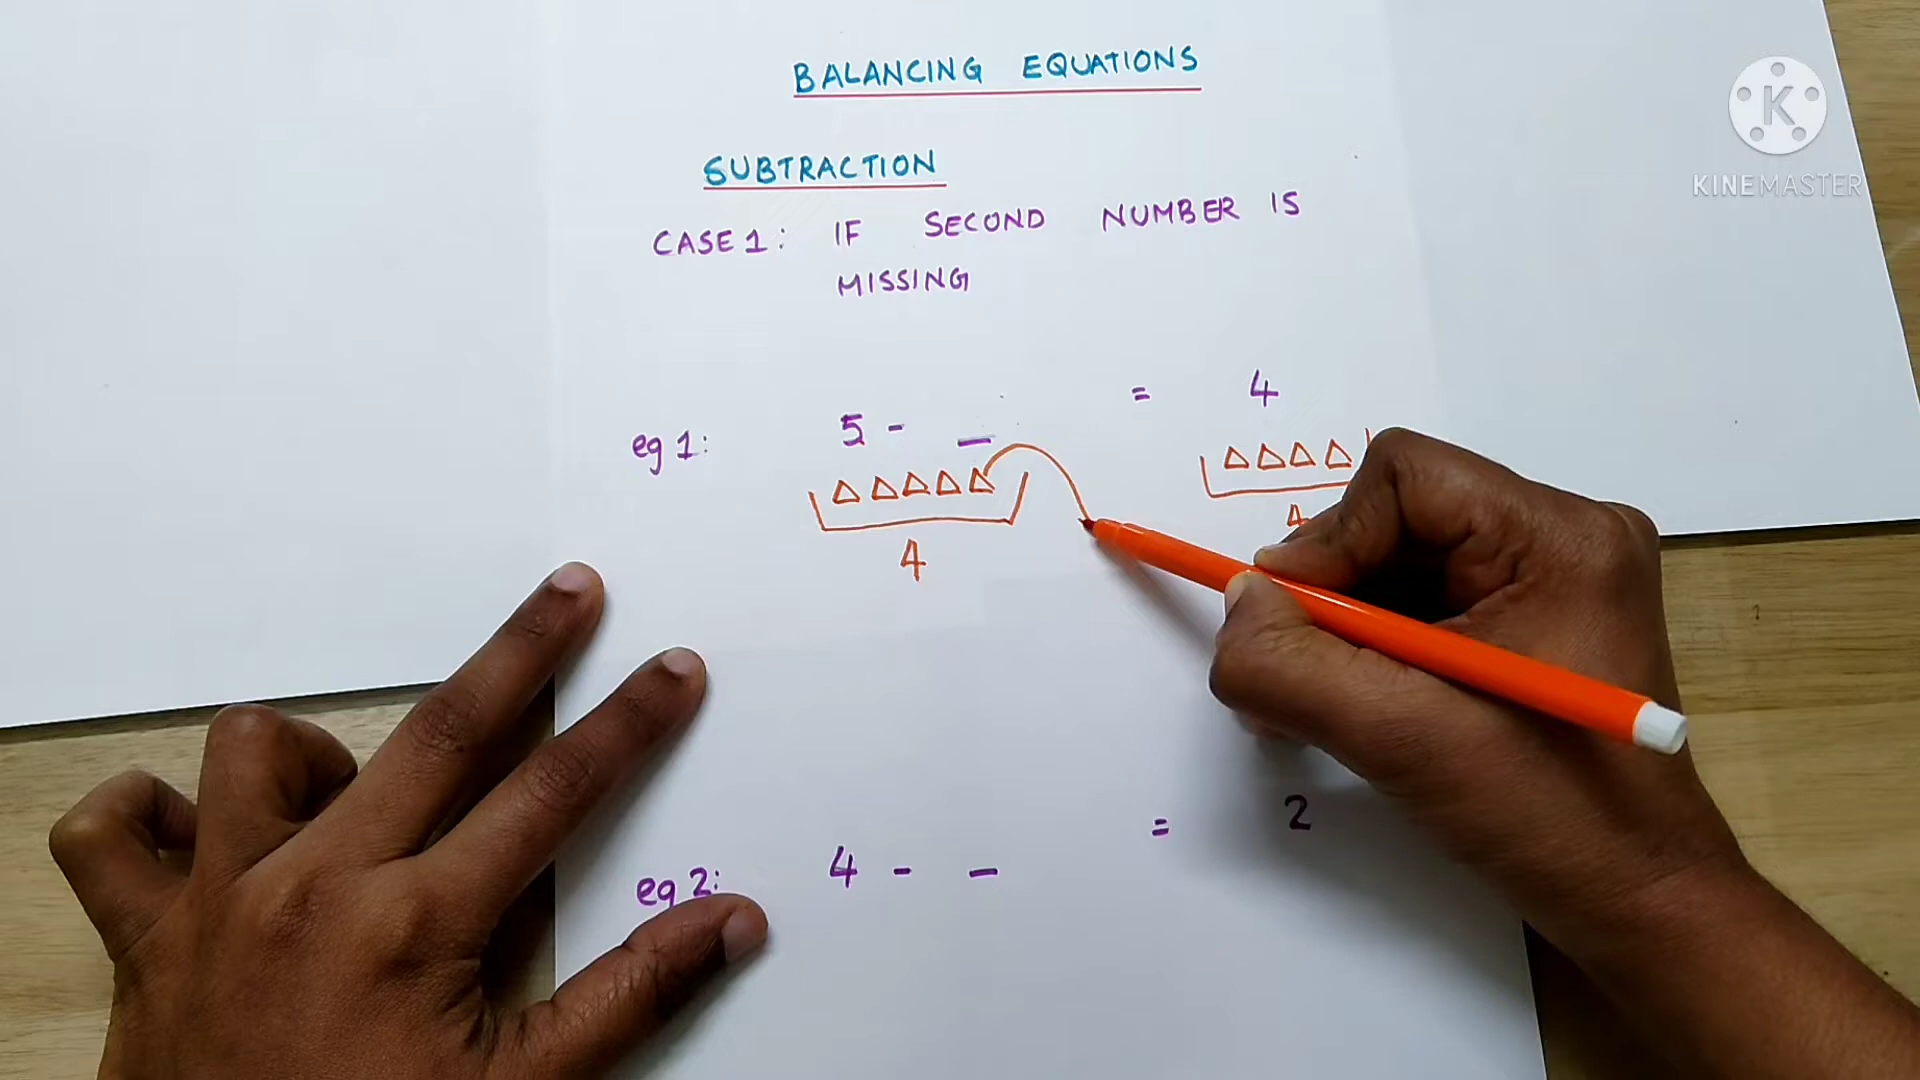 BALANCING EQUATIONS
SUBTRACTION
CASE 1: IF SECOND NUMBER IS
MISSING
eg 1: 5 - _ = 4
4 4
eg 2: 4 - _ = 2
KINEMASTER